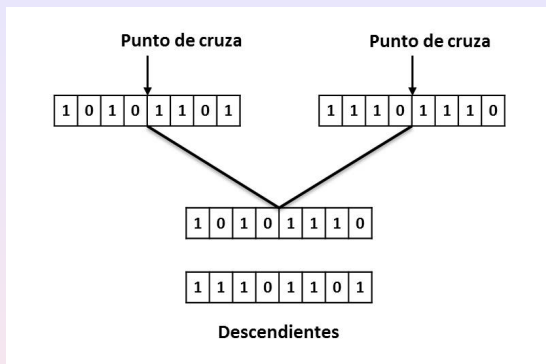 Punto de cruza Punto de cruza
1 0 1 0 1 1 0 1 1 1 1 0 1 1 1 0
1 0 1 0 1 1 1 0
1 1 1 0 1 1 0 1
Descendientes